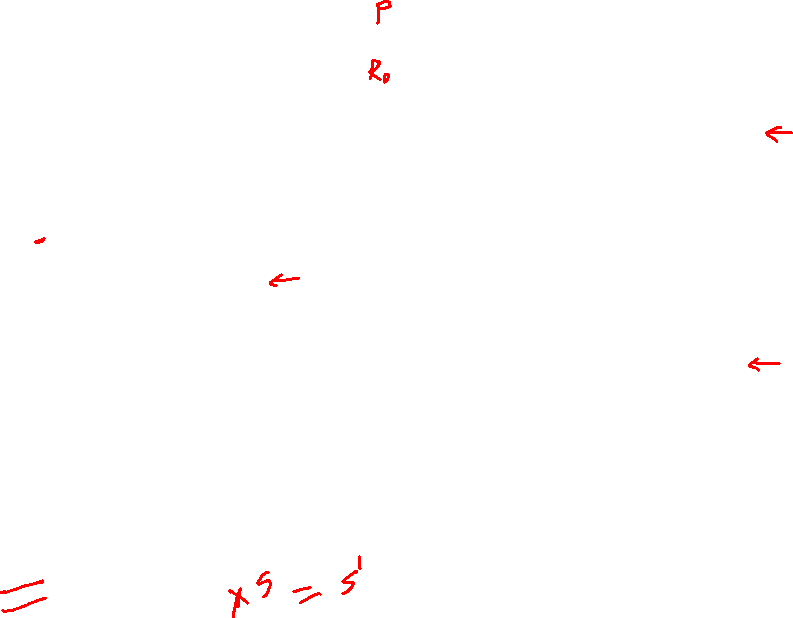 P
R₀
←
←
←
= x^s = s'